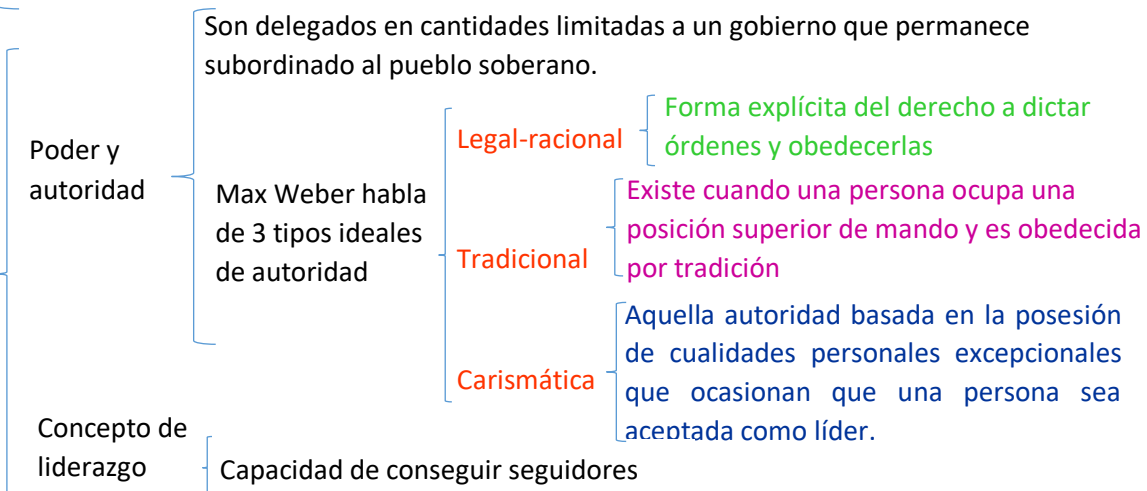 Son delegados en cantidades limitadas a un gobierno que permanece
subordinado al pueblo soberano.
Poder y
autoridad
Max Weber habla
de 3 tipos ideales
de autoridad
Legal-racional
Forma explícita del derecho a dictar
órdenes y obedecerlas
Tradicional
Existe cuando una persona ocupa una
posición superior de mando y es obedecida
por tradición
Carismática
Aquella autoridad basada en la posesión
de cualidades personales excepcionales
que ocasionan que una persona sea
aceptada como líder.
Concepto de
liderazgo
Capacidad de conseguir seguidores